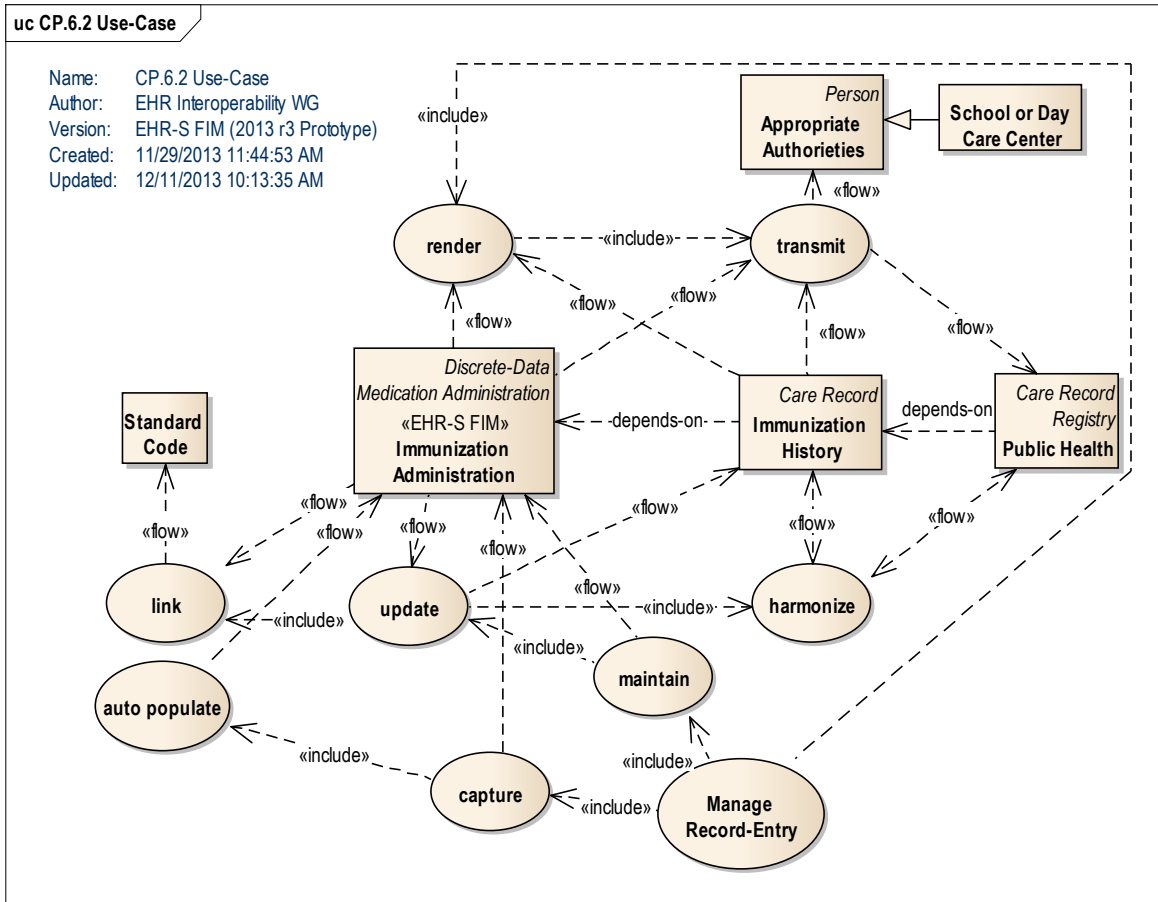 uc CP.6.2 Use-Case
Name: CP.6.2 Use-Case
Author: EHR Interoperability WG
Version: EHR-S FIM (2013 r3 Prototype)
Created: 11/29/2013 11:44:53 AM
Updated: 12/11/2013 10:13:35 AM
«include»
Person
Appropriate
Authorieties
School or Day
Care Center
«flow»
render
«include»
transmit
«flow»
«flow»
«flow»
«flow»
«flow»
Discrete-Data
Medication Administration
«EHR-S FIM»
Immunization
Administration
depends-on
Care Record
Immunization
History
depends-on
Care Record
Registry
Public Health
Standard
Code
«flow»
«flow»
«flow»
«flow»
«flow»
«flow»
«flow»
«flow»
«flow»
link
«include»
update
«include»
harmonize
«flow»
«include»
maintain
auto populate
«include»
capture
«include»
«include»
Manage
Record-Entry